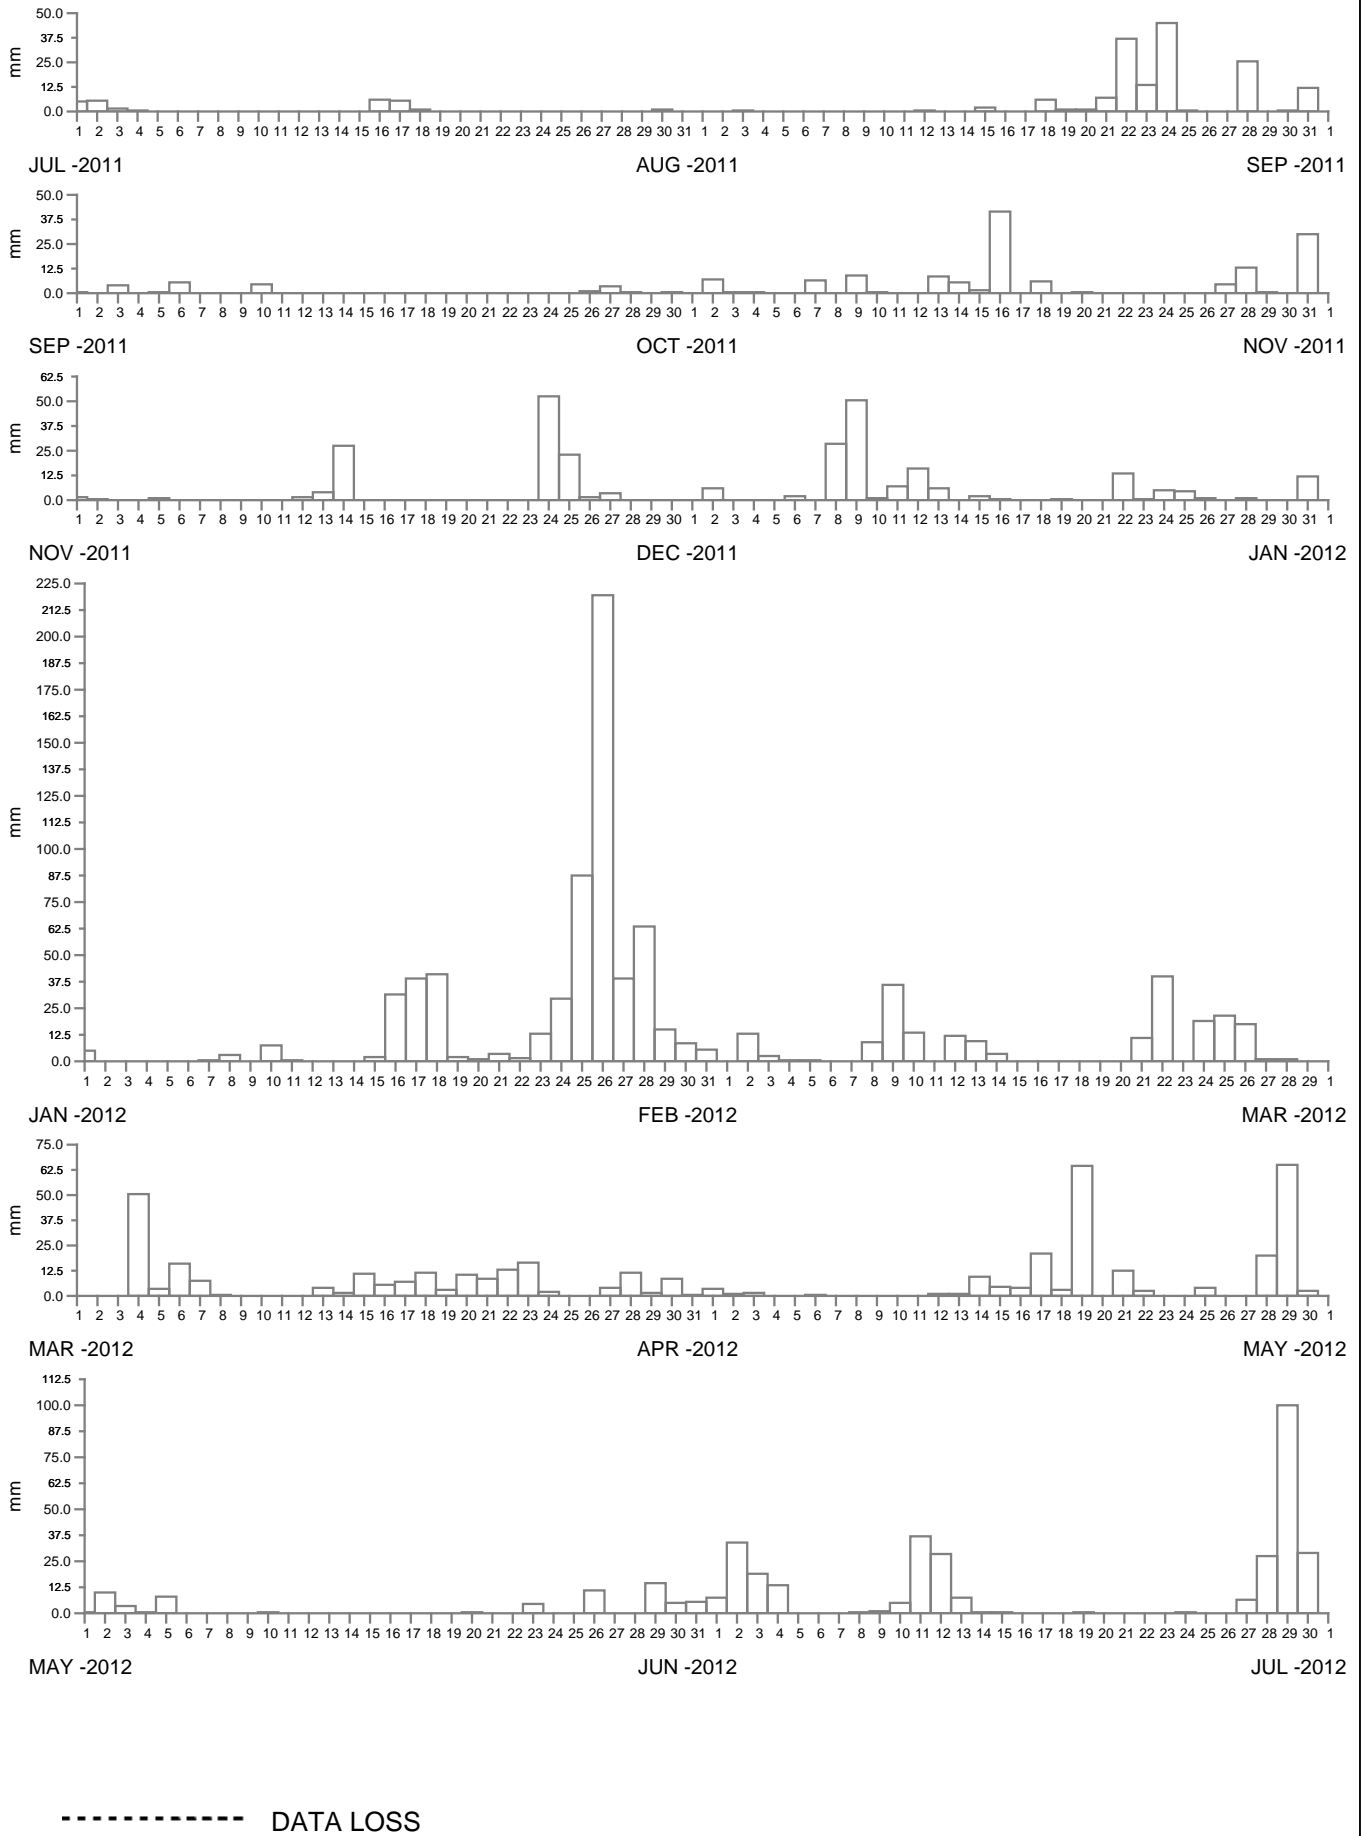 50.0
37.5
25.0
12.5
0.0
mm
1 2 3 4 5 6 7 8 9 10 11 12 13 14 15 16 17 18 19 20 21 22 23 24 25 26 27 28 29 30 31 1 2 3 4 5 6 7 8 9 10 11 12 13 14 15 16 17 18 19 20 21 22 23 24 25 26 27 28 29 30 31 1
JUL -2011 AUG -2011 SEP -2011
50.0
37.5
25.0
12.5
0.0
mm
1 2 3 4 5 6 7 8 9 10 11 12 13 14 15 16 17 18 19 20 21 22 23 24 25 26 27 28 29 30 1 2 3 4 5 6 7 8 9 10 11 12 13 14 15 16 17 18 19 20 21 22 23 24 25 26 27 28 29 30 31 1
SEP -2011 OCT -2011 NOV -2011
62.5
50.0
37.5
25.0
12.5
0.0
mm
1 2 3 4 5 6 7 8 9 10 11 12 13 14 15 16 17 18 19 20 21 22 23 24 25 26 27 28 29 30 1 2 3 4 5 6 7 8 9 10 11 12 13 14 15 16 17 18 19 20 21 22 23 24 25 26 27 28 29 30 31 1
NOV -2011 DEC -2011 JAN -2012
225.0
212.5
200.0
187.5
175.0
162.5
150.0
137.5
125.0
112.5
100.0
87.5
75.0
62.5
50.0
37.5
25.0
12.5
0.0
mm
1 2 3 4 5 6 7 8 9 10 11 12 13 14 15 16 17 18 19 20 21 22 23 24 25 26 27 28 29 30 31 1 2 3 4 5 6 7 8 9 10 11 12 13 14 15 16 17 18 19 20 21 22 23 24 25 26 27 28 29 1
JAN -2012 FEB -2012 MAR -2012
75.0
62.5
50.0
37.5
25.0
12.5
0.0
mm
1 2 3 4 5 6 7 8 9 10 11 12 13 14 15 16 17 18 19 20 21 22 23 24 25 26 27 28 29 30 31 1 2 3 4 5 6 7 8 9 10 11 12 13 14 15 16 17 18 19 20 21 22 23 24 25 26 27 28 29 30 1
MAR -2012 APR -2012 MAY -2012
112.5
100.0
87.5
75.0
62.5
50.0
37.5
25.0
12.5
0.0
mm
1 2 3 4 5 6 7 8 9 10 11 12 13 14 15 16 17 18 19 20 21 22 23 24 25 26 27 28 29 30 31 1 2 3 4 5 6 7 8 9 10 11 12 13 14 15 16 17 18 19 20 21 22 23 24 25 26 27 28 29 30 1
MAY -2012 JUN -2012 JUL -2012
DATA LOSS